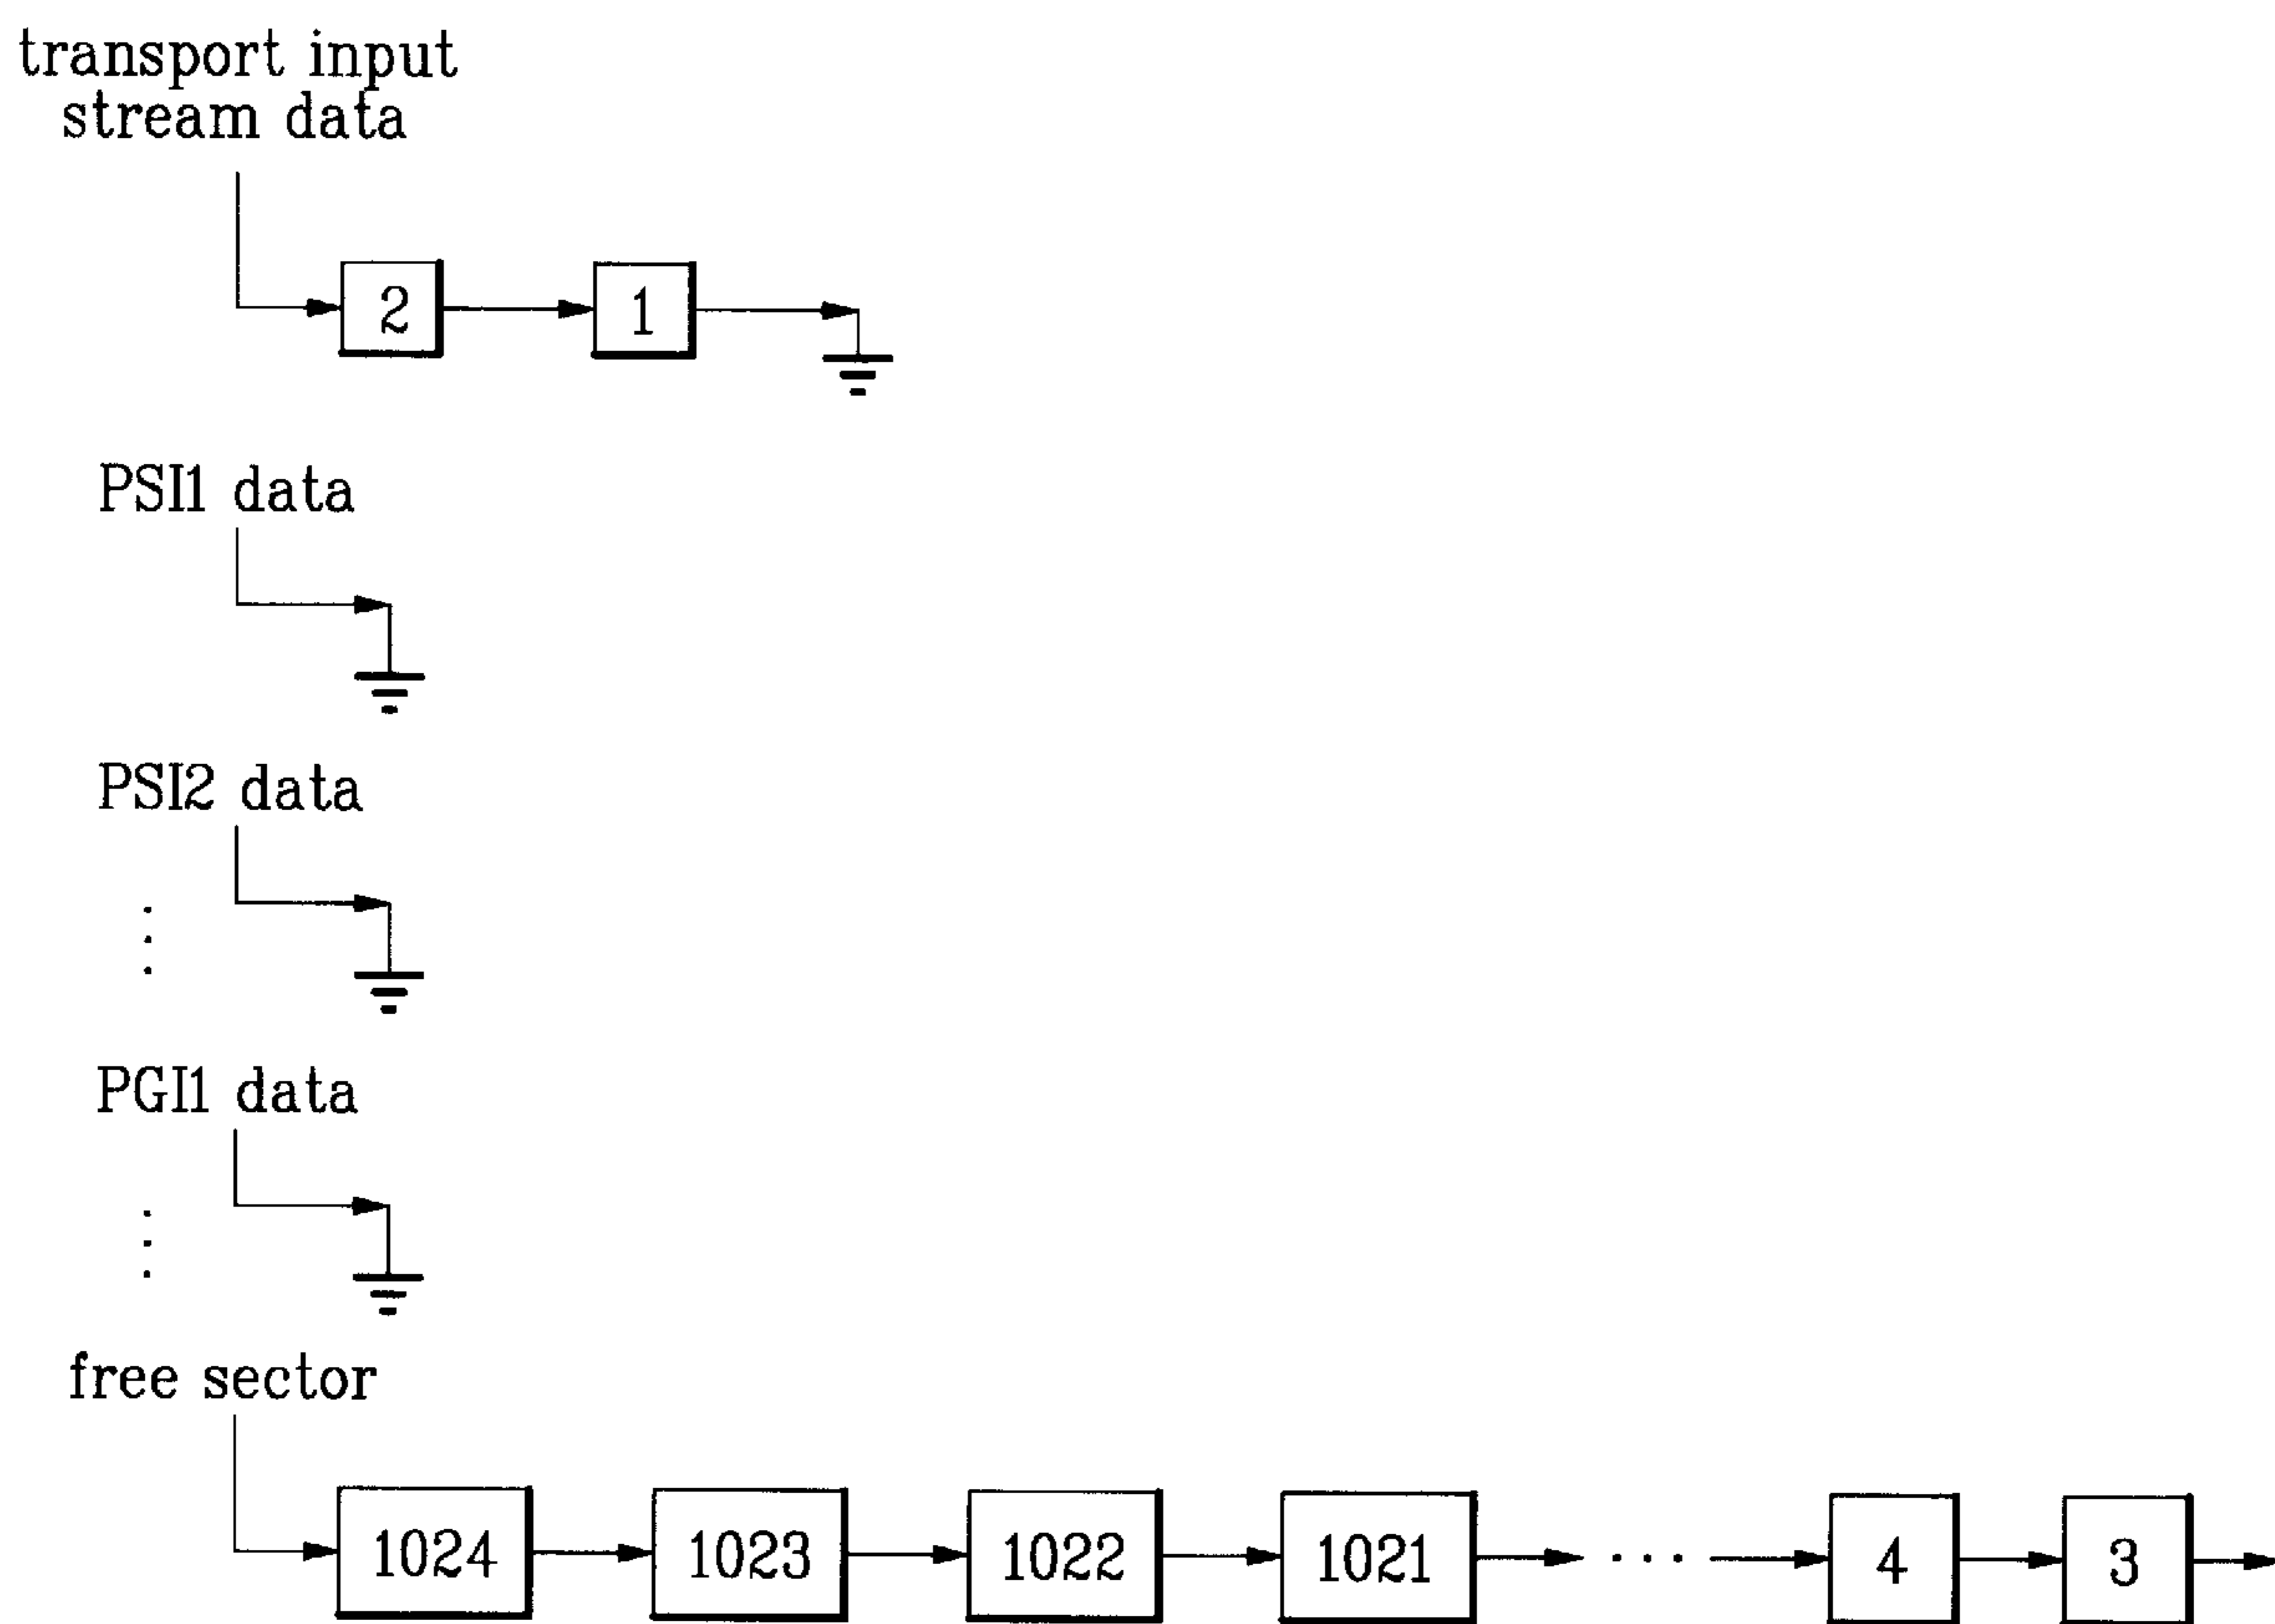 transport input
stream data
2 1
PSI1 data
PSI2 data
PGI1 data
free sector
1024 1023 1022 1021 ... 4 3